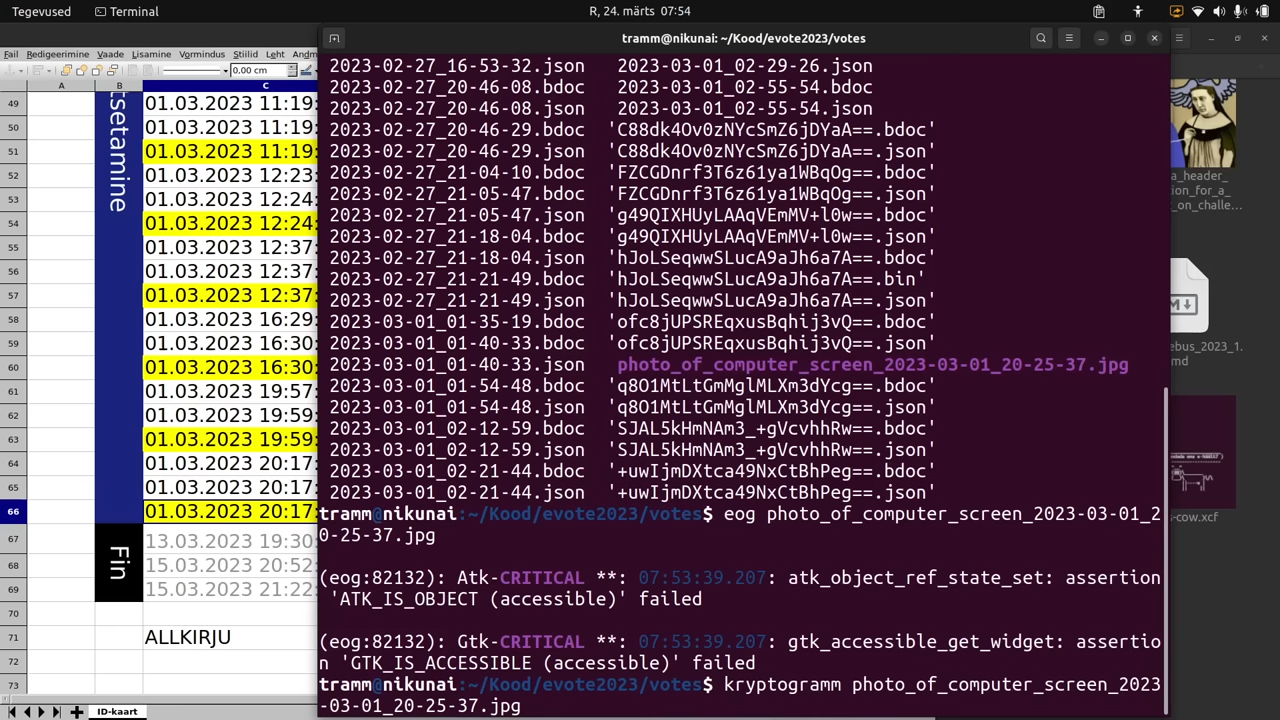 Tegevused
Terminal
R, 24. märts 07:54
tramm@nikunai: ~/Kood/evote2023/votes
Fail Redigeerimine Vaade Lisamine Vormindus Stiilid Leht
0,00 cm
A B C
49 01.03.2023 11:19:
50 01.03.2023 11:19:
51 01.03.2023 11:19:
52 01.03.2023 12:23:
53 01.03.2023 12:24:
54 01.03.2023 12:24:
55 01.03.2023 12:37:
56 01.03.2023 12:37:
57 01.03.2023 12:37:
58 01.03.2023 16:29:
59 01.03.2023 16:30:
60 01.03.2023 16:30:
61 01.03.2023 19:57:
62 01.03.2023 19:59:
63 01.03.2023 19:59:
64 01.03.2023 20:17:
65 01.03.2023 20:17:
66 01.03.2023 20:17:
67 13.03.2023 19:30:
68 15.03.2023 20:52:
69 15.03.2023 21:22:
70
71 ALLKIRJU
72
73
tsetamine
Fin
ID-kaart
2023-02-27_16-53-32.json 2023-03-01_02-29-26.json
2023-02-27_20-46-08.bdoc 2023-03-01_02-55-54.bdoc
2023-02-27_20-46-08.json 2023-03-01_02-55-54.json
2023-02-27_20-46-29.bdoc 'C88dk4Ov0zNYcSmZ6jDYaA==.bdoc'
2023-02-27_20-46-29.json 'C88dk4Ov0zNYcSmZ6jDYaA==.json'
2023-02-27_21-04-10.bdoc 'FZCGDnrf3T6z61ya1WBqOg==.bdoc'
2023-02-27_21-05-47.bdoc 'FZCGDnrf3T6z61ya1WBqOg==.json'
2023-02-27_21-05-47.json 'g49QIXHUyLAAqVEmMV+l0w==.bdoc'
2023-02-27_21-18-04.bdoc 'g49QIXHUyLAAqVEmMV+l0w==.json'
2023-02-27_21-18-04.json 'hJoLSeqwwSLucA9aJh6a7A==.bdoc'
2023-02-27_21-21-49.bdoc 'hJoLSeqwwSLucA9aJh6a7A==.bin'
2023-02-27_21-21-49.json 'hJoLSeqwwSLucA9aJh6a7A==.json'
2023-03-01_01-35-19.bdoc 'ofc8jUPSREqxusBqhij3vQ==.bdoc'
2023-03-01_01-40-33.bdoc 'ofc8jUPSREqxusBqhij3vQ==.json'
2023-03-01_01-40-33.json photo_of_computer_screen_2023-03-01_20-25-37.jpg
2023-03-01_01-54-48.bdoc 'q8O1MtLtGmMglMLXm3dYcg==.bdoc'
2023-03-01_01-54-48.json 'q8O1MtLtGmMglMLXm3dYcg==.json'
2023-03-01_02-12-59.bdoc 'SJAL5kHmNAm3_+gVcvhhRw==.bdoc'
2023-03-01_02-12-59.json 'SJAL5kHmNAm3_+gVcvhhRw==.json'
2023-03-01_02-21-44.bdoc '+uwIjmDXtca49NxCtBhPeg==.bdoc'
2023-03-01_02-21-44.json '+uwIjmDXtca49NxCtBhPeg==.json'
tramm@nikunai:~/Kood/evote2023/votes$ eog photo_of_computer_screen_2023-03-01_2
0-25-37.jpg
(eog:82132): Atk-CRITICAL **: 07:53:39.207: atk_object_ref_state_set: assertion
'ATK_IS_OBJECT (accessible)' failed
(eog:82132): Gtk-CRITICAL **: 07:53:39.207: gtk_accessible_get_widget: assertio
n 'GTK_IS_ACCESSIBLE (accessible)' failed
tramm@nikunai:~/Kood/evote2023/votes$ kryptogramm photo_of_computer_screen_2023
-03-01_20-25-37.jpg
a_header_
ion_for_a_
_on_challe...
M
ebus_2023_1.
md
s-cow.xcf